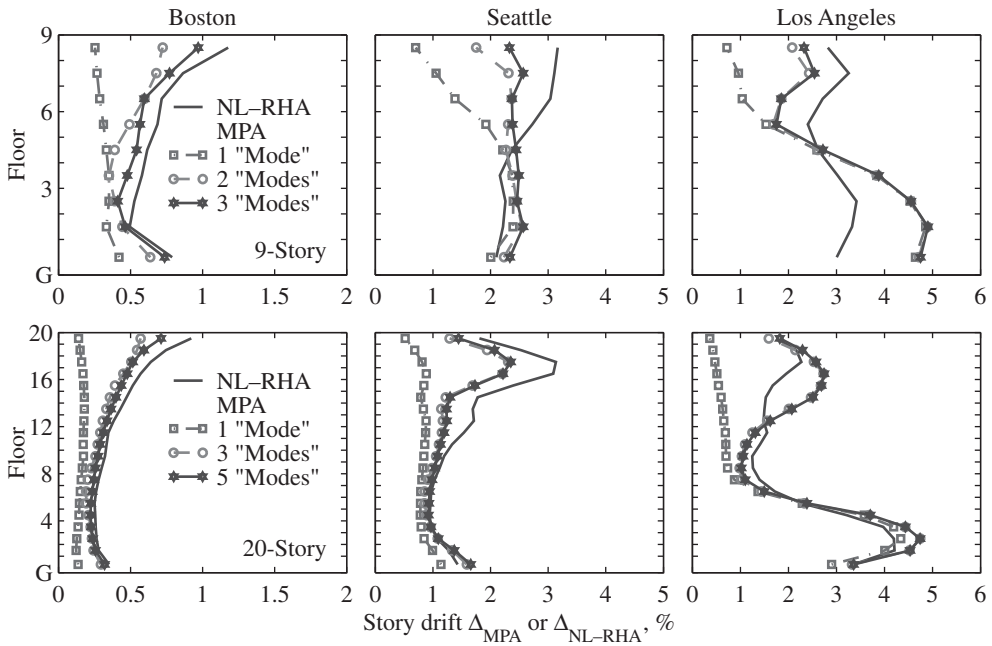 Boston
Seattle
Los Angeles
9
6
3
G
Floor
NL–RHA
MPA
1 "Mode"
2 "Modes"
3 "Modes"
9-Story
0 0.5 1 1.5 2
0 1 2 3 4 5
0 1 2 3 4 5 6
20
16
12
8
4
G
Floor
NL–RHA
MPA
1 "Mode"
3 "Modes"
5 "Modes"
20-Story
0 0.5 1 1.5 2
0 1 2 3 4 5
0 1 2 3 4 5 6
Story drift Δ_MPA or Δ_NL–RHA, %